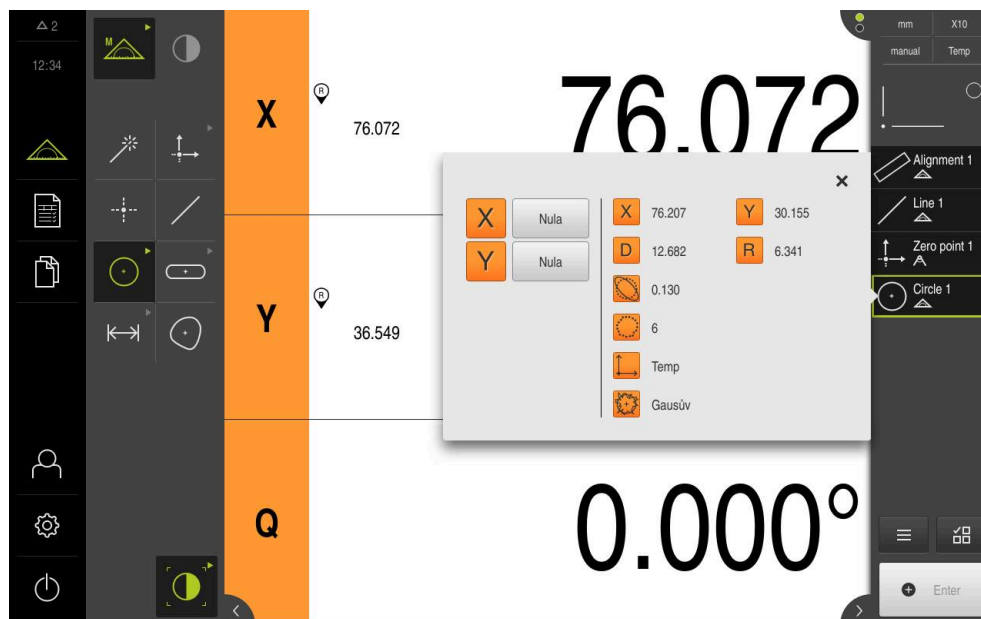 2
12:34
M
X
R
76.072
76.072
Y
R
36.549
Q
0.000°
X Nula
Y Nula
X 76.207 Y 30.155
D 12.682 R 6.341
0.130
6
Temp
Gausův
mm X10
manual Temp
Alignment 1
Line 1
Zero point 1
Circle 1
Enter